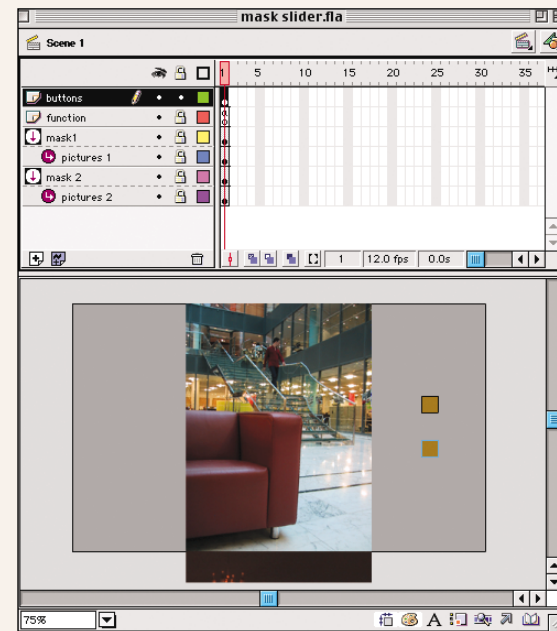 mask slider.fla
Scene 1
1 5 10 15 20 25 30 35
buttons
function
mask1
pictures 1
mask 2
pictures 2
1 12.0 fps 0.0s
75%